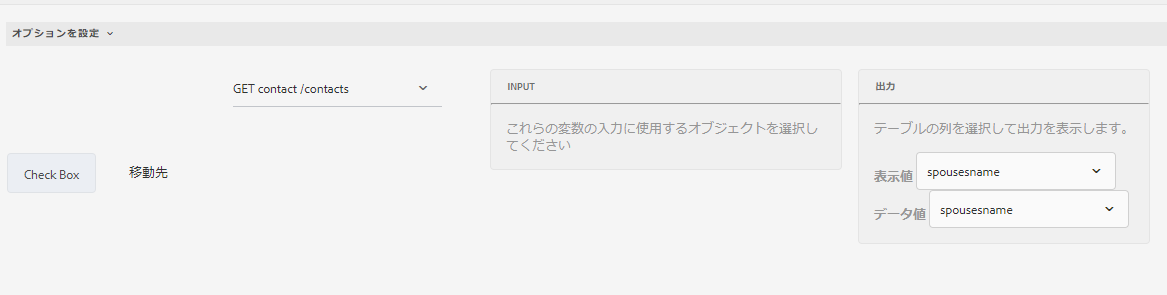 オプションを設定
GET contact /contacts
INPUT
これらの変数の入力に使用するオブジェクトを選択し
てください
出力
テーブルの列を選択して出力を表示します。
表示値 spousesname
データ値 spousesname
Check Box
移動先